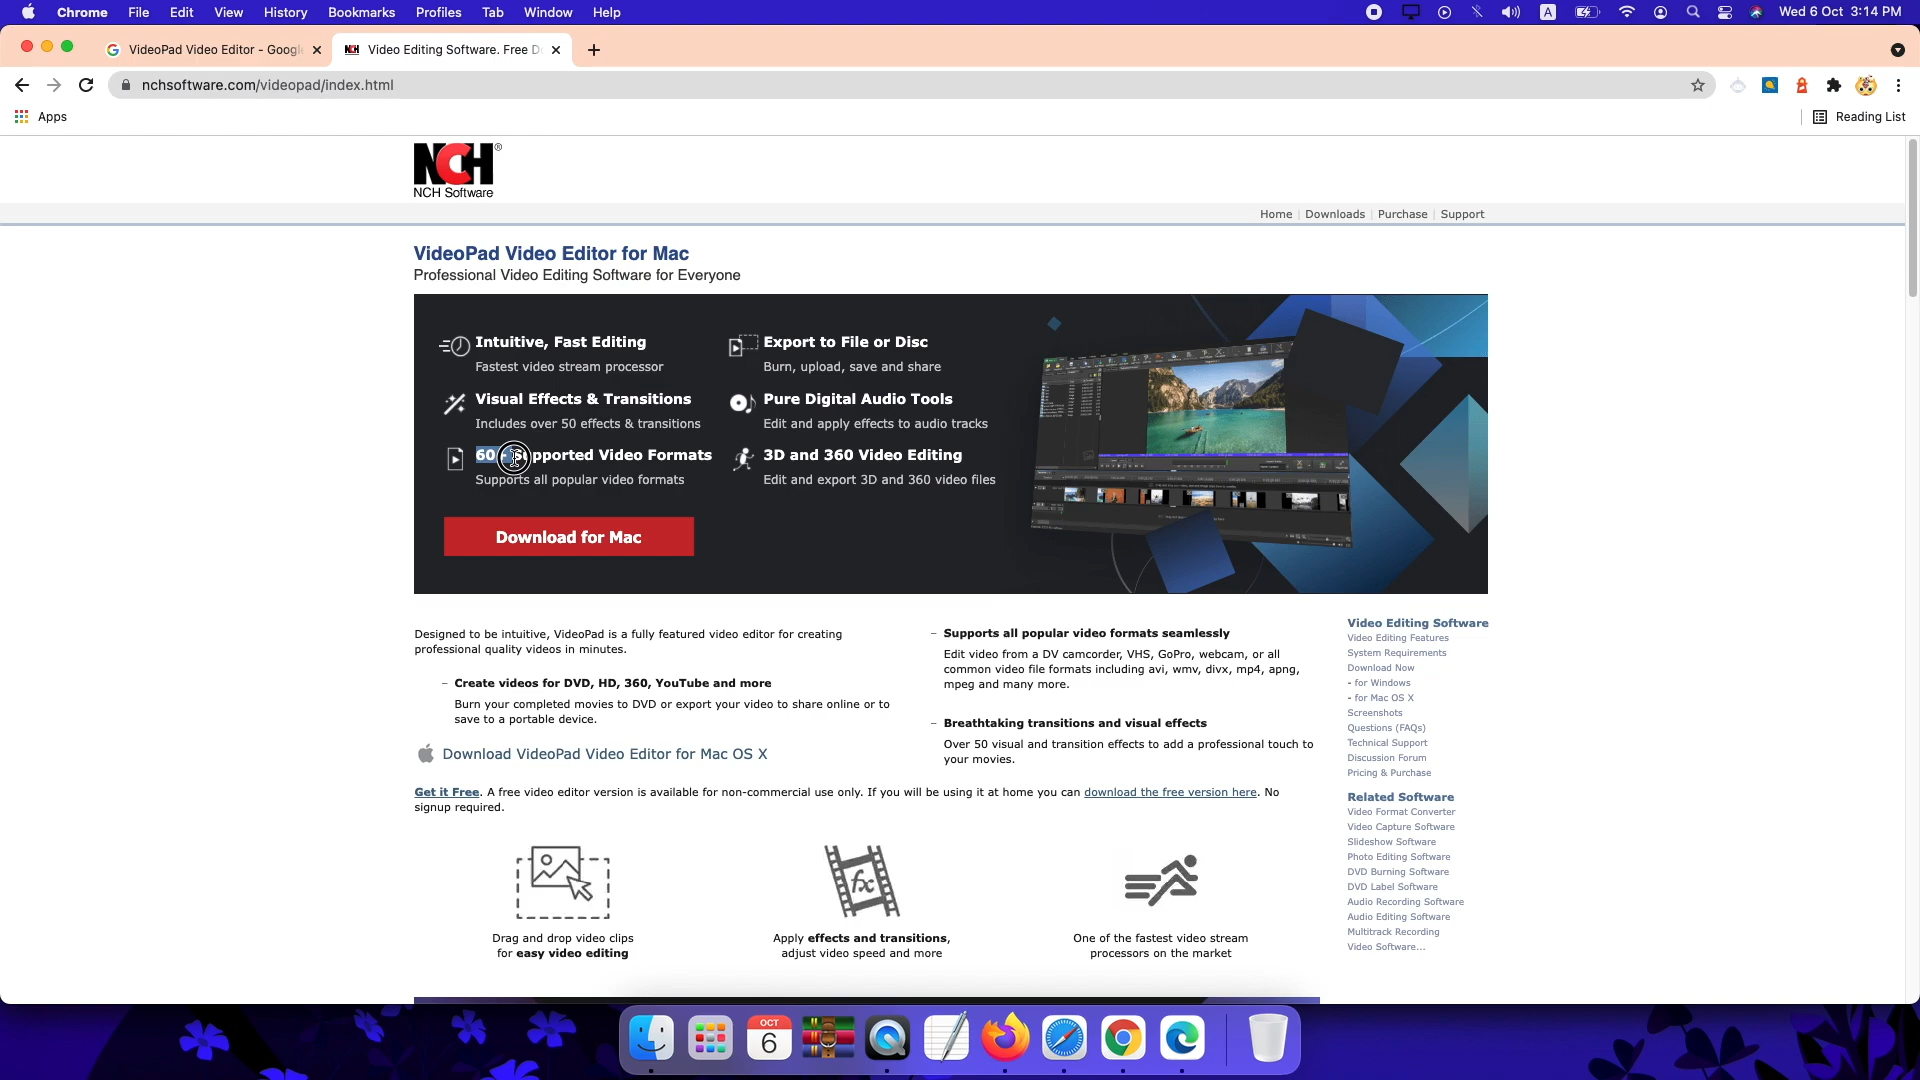 Chrome File Edit View History Bookmarks Profiles Tab Window Help A Wed 6 Oct 3:14 PM
VideoPad Video Editor - Googl Video Editing Software. Free D
nchsoftware.com/videopad/index.html
Apps Reading List
NCH ®
NCH Software
Home Downloads Purchase Support
VideoPad Video Editor for Mac
Professional Video Editing Software for Everyone
Intuitive, Fast Editing
Fastest video stream processor
Export to File or Disc
Burn, upload, save and share
Visual Effects & Transitions
Includes over 50 effects & transitions
Pure Digital Audio Tools
Edit and apply effects to audio tracks
60+ Supported Video Formats
Supports all popular video formats
3D and 360 Video Editing
Edit and export 3D and 360 video files
Download for Mac
Designed to be intuitive, VideoPad is a fully featured video editor for creating
professional quality videos in minutes.
- Create videos for DVD, HD, 360, YouTube and more
Burn your completed movies to DVD or export your video to share online or to
save to a portable device.
- Supports all popular video formats seamlessly
Edit video from a DV camcorder, VHS, GoPro, webcam, or all
common video file formats including avi, wmv, divx, mp4, apng,
mpeg and many more.
- Breathtaking transitions and visual effects
Over 50 visual and transition effects to add a professional touch to
your movies.
Download VideoPad Video Editor for Mac OS X
Get it Free. A free video editor version is available for non-commercial use only. If you will be using it at home you can download the free version here. No
signup required.
Drag and drop video clips
for easy video editing
fx
Apply effects and transitions,
adjust video speed and more
One of the fastest video stream
processors on the market
Video Editing Software
Video Editing Features
System Requirements
Download Now
- for Windows
- for Mac OS X
Screenshots
Questions (FAQs)
Technical Support
Discussion Forum
Pricing & Purchase
Related Software
Video Format Converter
Video Capture Software
Slideshow Software
Photo Editing Software
DVD Burning Software
DVD Label Software
Audio Recording Software
Audio Editing Software
Multitrack Recording
Video Software...
OCT
6